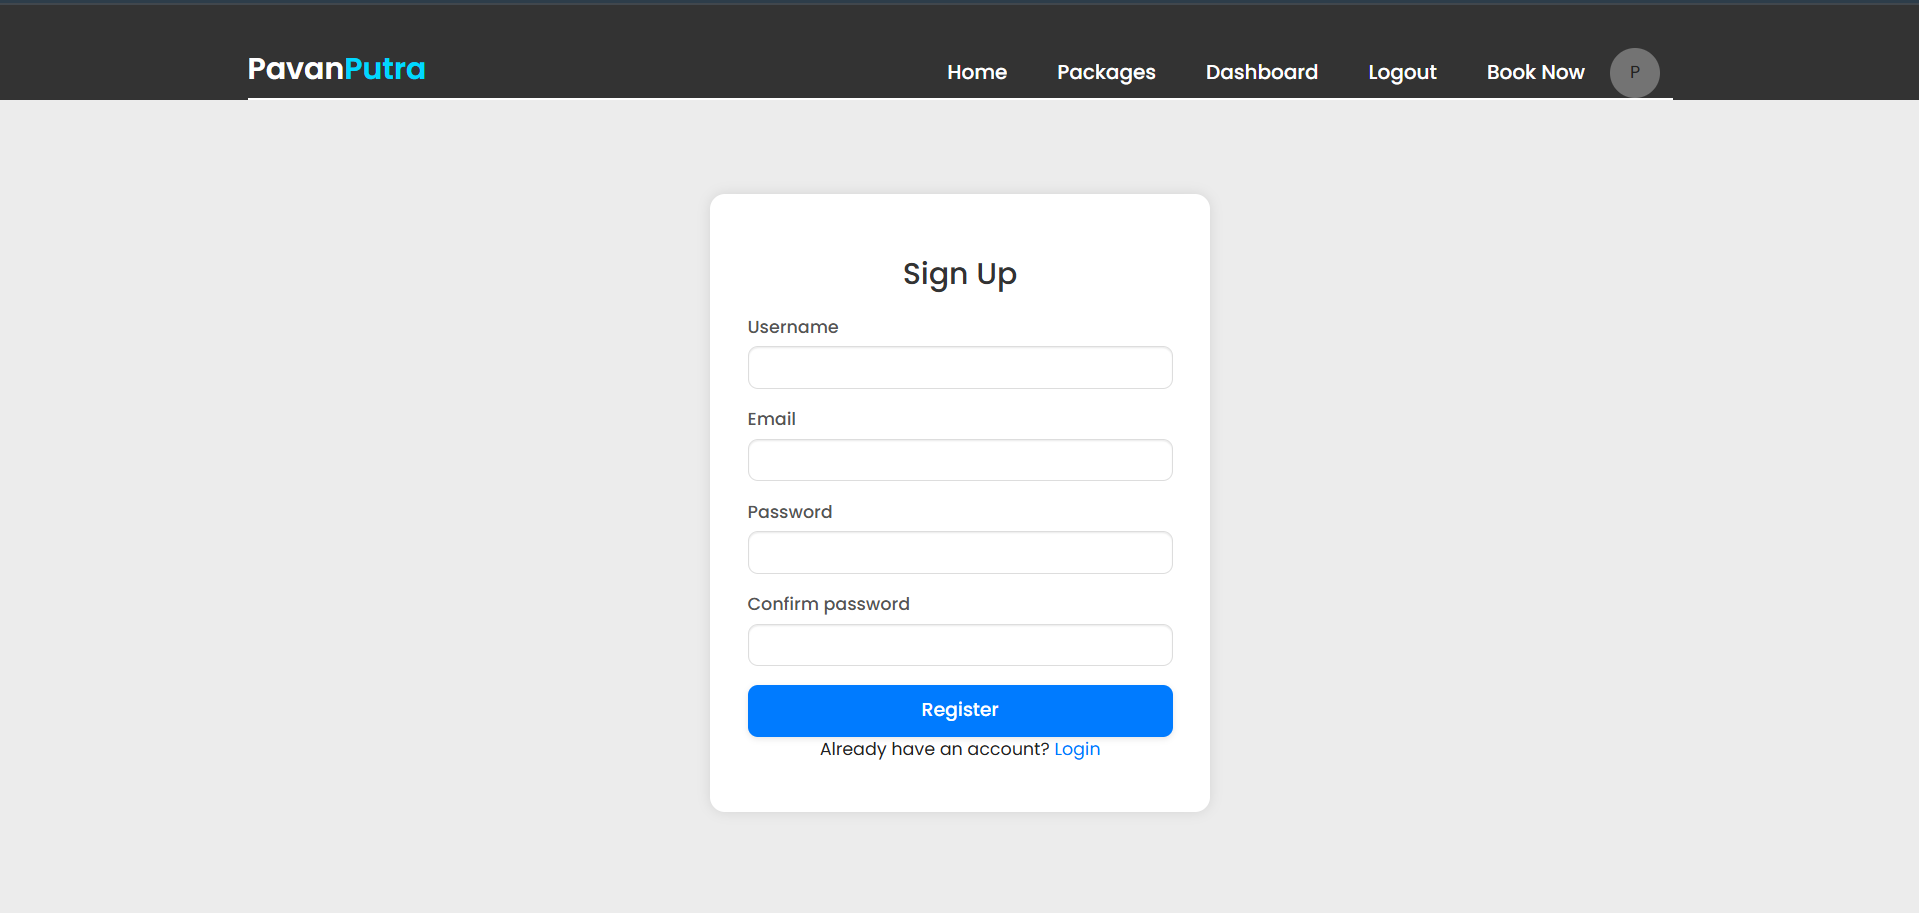 PavanPutra
Home Packages Dashboard Logout Book Now P
Sign Up
Username
Email
Password
Confirm password
Register
Already have an account? Login